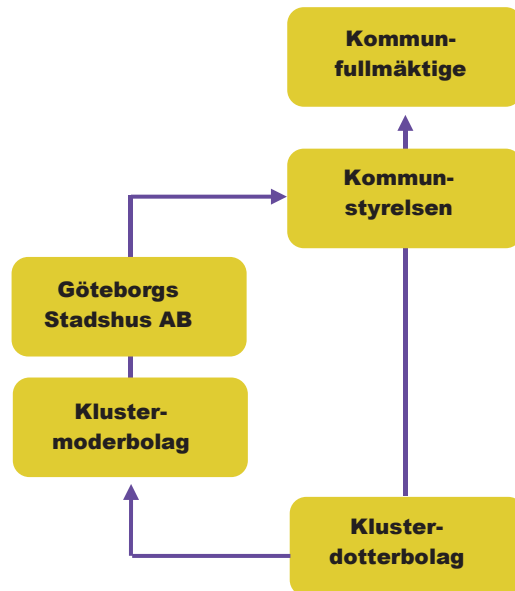 Kommun-
fullmäktige
Kommun-
styrelsen
Göteborgs
Stadshus AB
Kluster-
moderbolag
Kluster-
dotterbolag